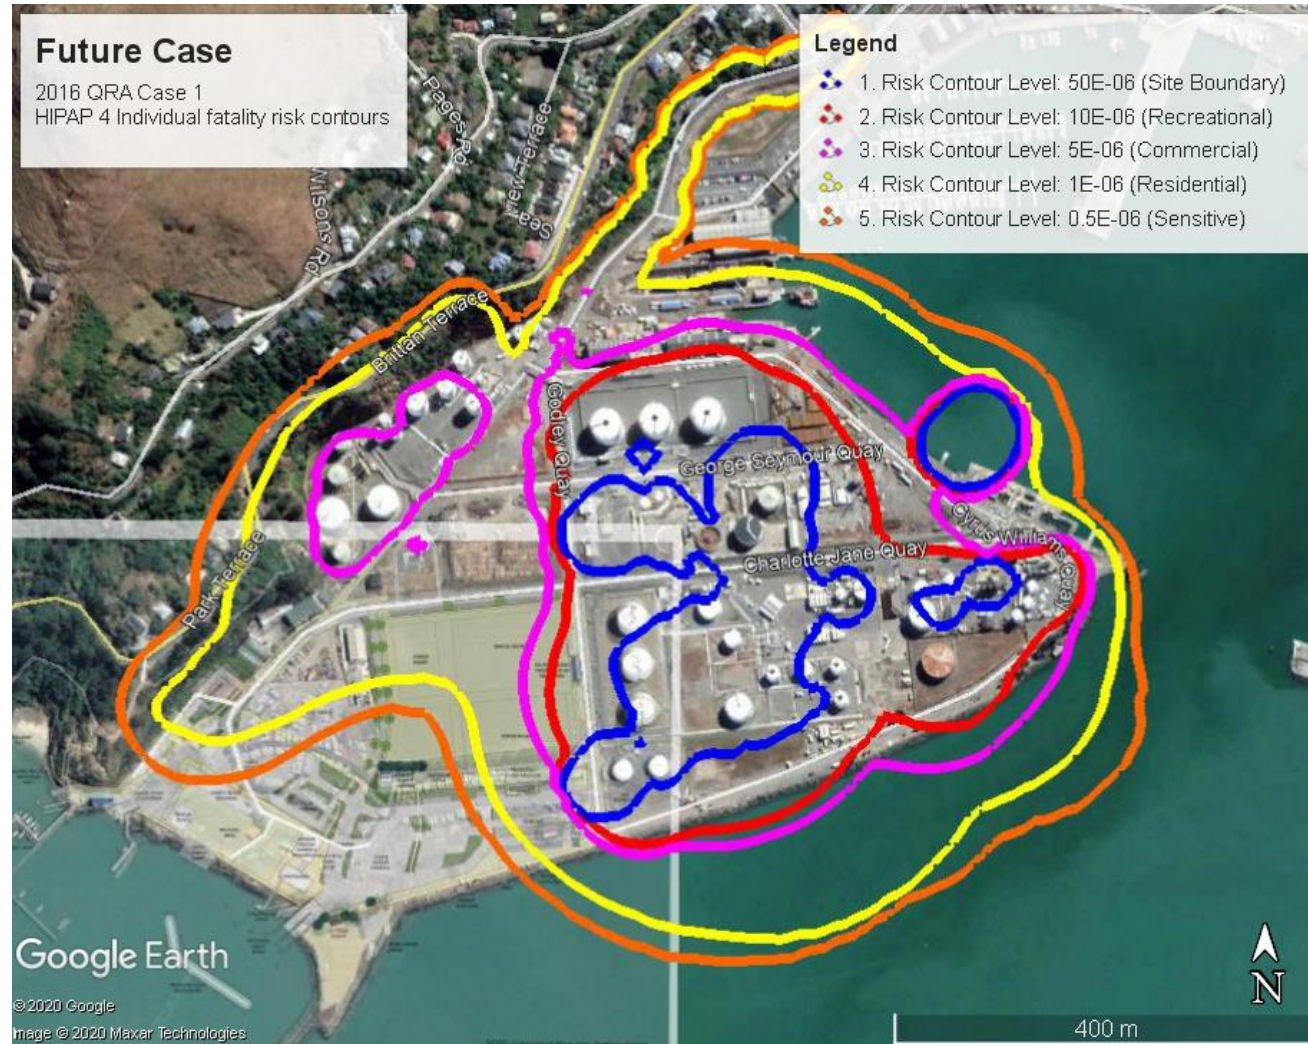 Future Case
2016 QRA Case 1
HIPAP 4 Individual fatality risk contours
Legend
1. Risk Contour Level: 50E-06 (Site Boundary)
2. Risk Contour Level: 10E-06 (Recreational)
3. Risk Contour Level: 5E-06 (Commercial)
4. Risk Contour Level: 1E-06 (Residential)
5. Risk Contour Level: 0.5E-06 (Sensitive)
Pages Rd
Wilsons Rd
View Terrace
Brittan Terrace
Godley Quay
George Seymour Quay
Charlotte Jane Quay
Cyrus Williams Quay
Park Terrace
Google Earth
© 2020 Google
Image © 2020 Maxar Technologies
N
400 m